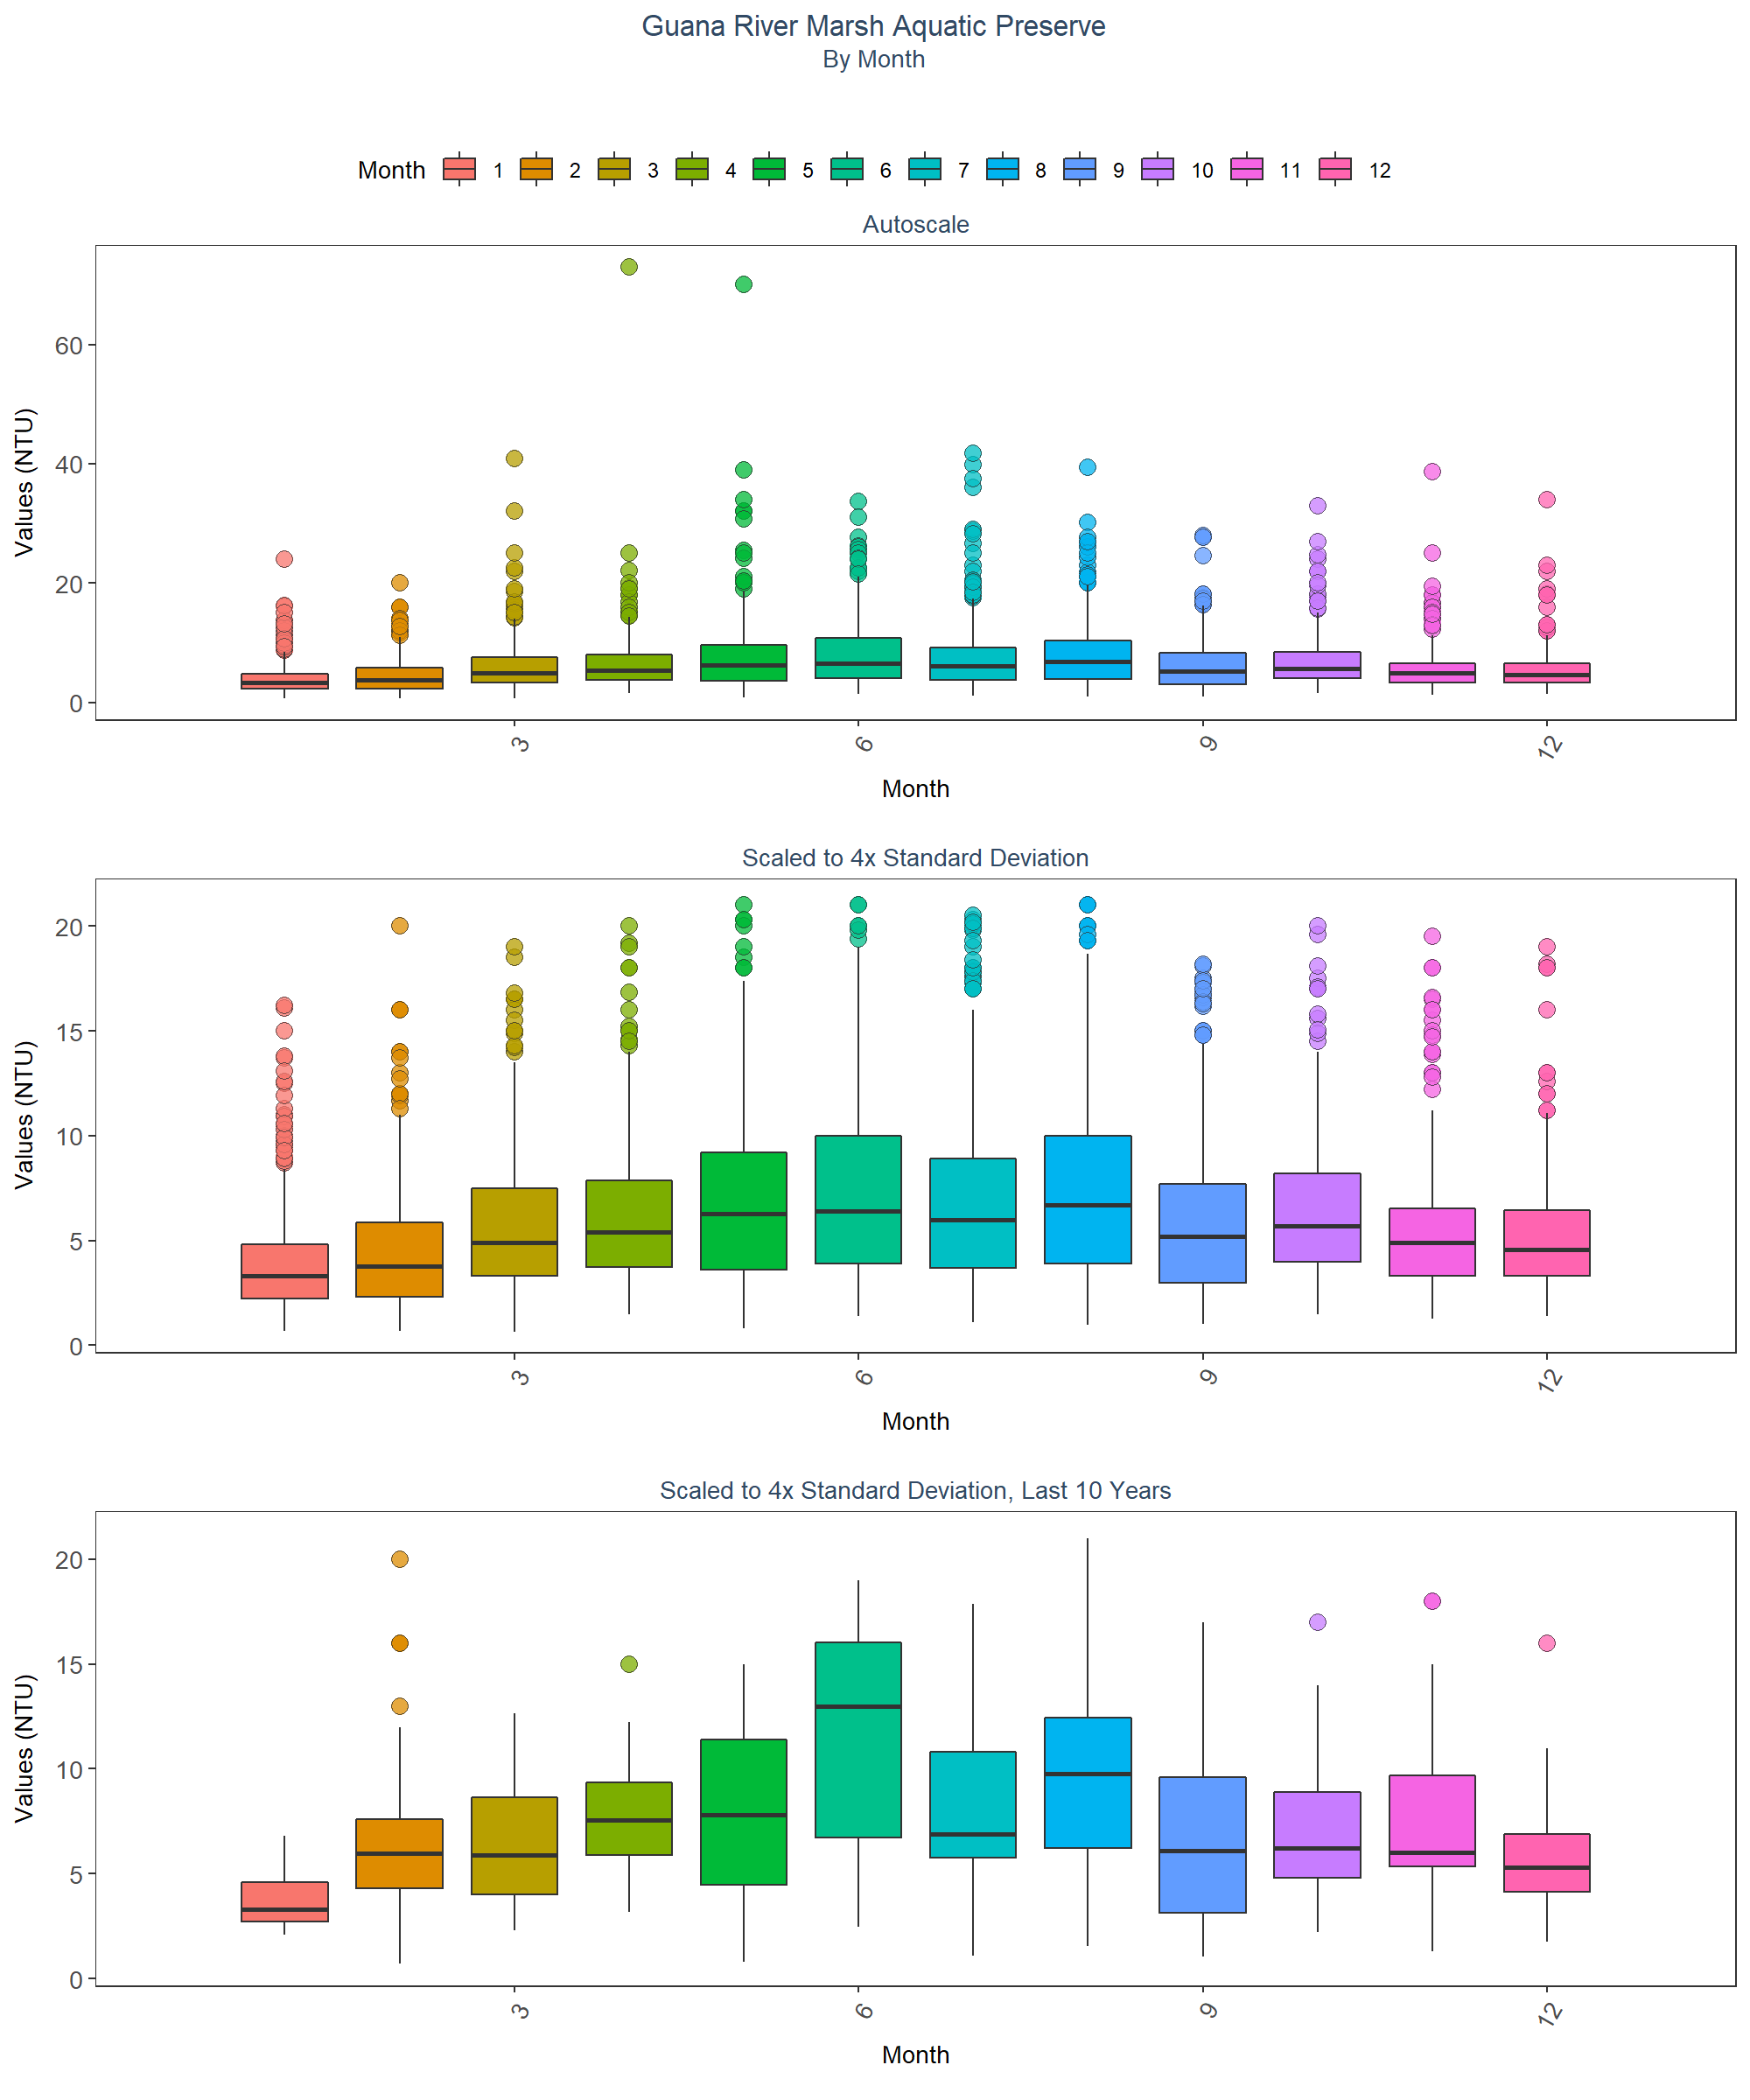 Guana River Marsh Aquatic Preserve
By Month
Month 1 2 3 4 5 6 7 8 9 10 11 12
Autoscale
Values (NTU)
60
40
20
0
3 6 9 12
Month
Scaled to 4x Standard Deviation
Values (NTU)
20
15
10
5
0
3 6 9 12
Month
Scaled to 4x Standard Deviation, Last 10 Years
Values (NTU)
20
15
10
5
0
3 6 9 12
Month